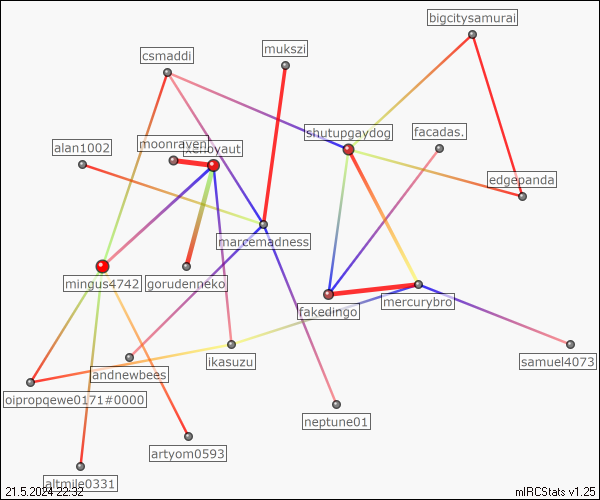 bigcitysamurai
mukszi
csmaddi
shutupgaydog
facadas.
moonraven
alan1002
edgepanda
marcemadness
mingus4742
gorudenneko
fakedingo
mercurybro
ikasuzu
samuel4073
andnewbees
oipropqewe0171#0000
neptune01
artyom0593
altmile0331
21.5.2024 22:32
mIRCStats v1.25